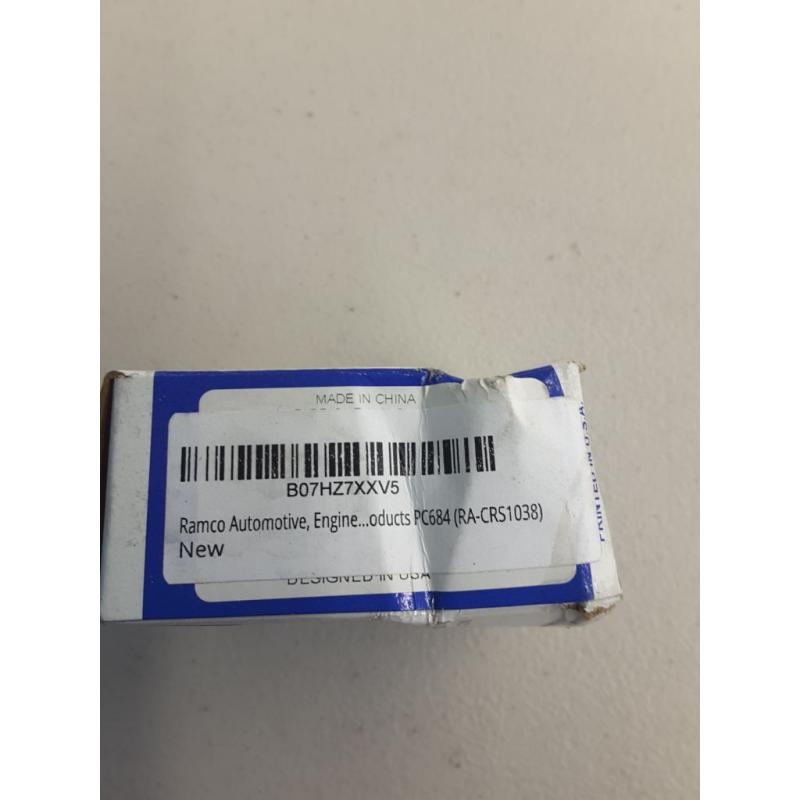 MADE IN CHINA
B07HZ7XXV5
Ramco Automotive, Engine...oducts PC684 (RA-CRS1038)
New
DESIGNED IN USA
PRINTED IN U.S.A.